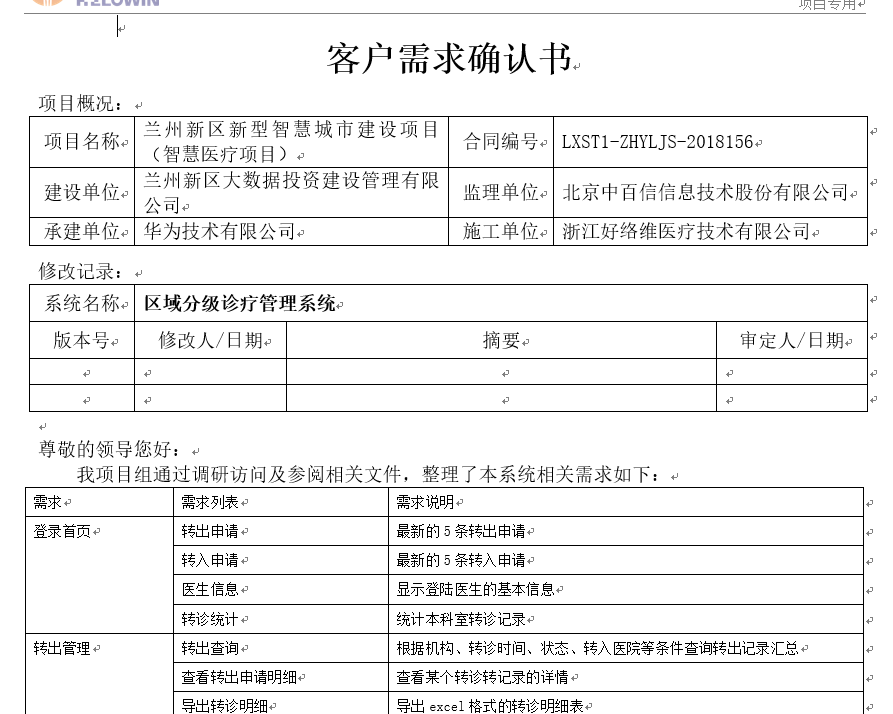 项目专用
客户需求确认书
项目概况：
项目名称 兰州新区新型智慧城市建设项目 合同编号 LXST1-ZHYLJS-2018156
（智慧医疗项目）
建设单位 兰州新区大数据投资建设管理有限 监理单位 北京中百信信息技术股份有限公司
公司
承建单位 华为技术有限公司 施工单位 浙江好络维医疗技术有限公司
修改记录：
系统名称 区域分级诊疗管理系统
版本号 修改人/日期 摘要 审定人/日期
尊敬的领导您好：
我项目组通过调研访问及参阅相关文件，整理了本系统相关需求如下：
需求 需求列表 需求说明
登录首页 转出申请 最新的 5 条转出申请
转入申请 最新的 5 条转入申请
医生信息 显示登陆医生的基本信息
转诊统计 统计本科室转诊记录
转出管理 转出查询 根据机构、转诊时间、状态、转入医院等条件查询转出记录汇总
查看转出申请明细 查看某个转诊转记录的详情
导出转诊明细 导出 excel 格式的转诊明细表